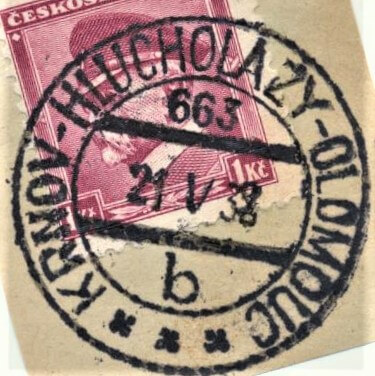 ČESKOS
1Kč
KRNOV-HLUCHOLAZY-OLOMOUC
663
21 V 38
b